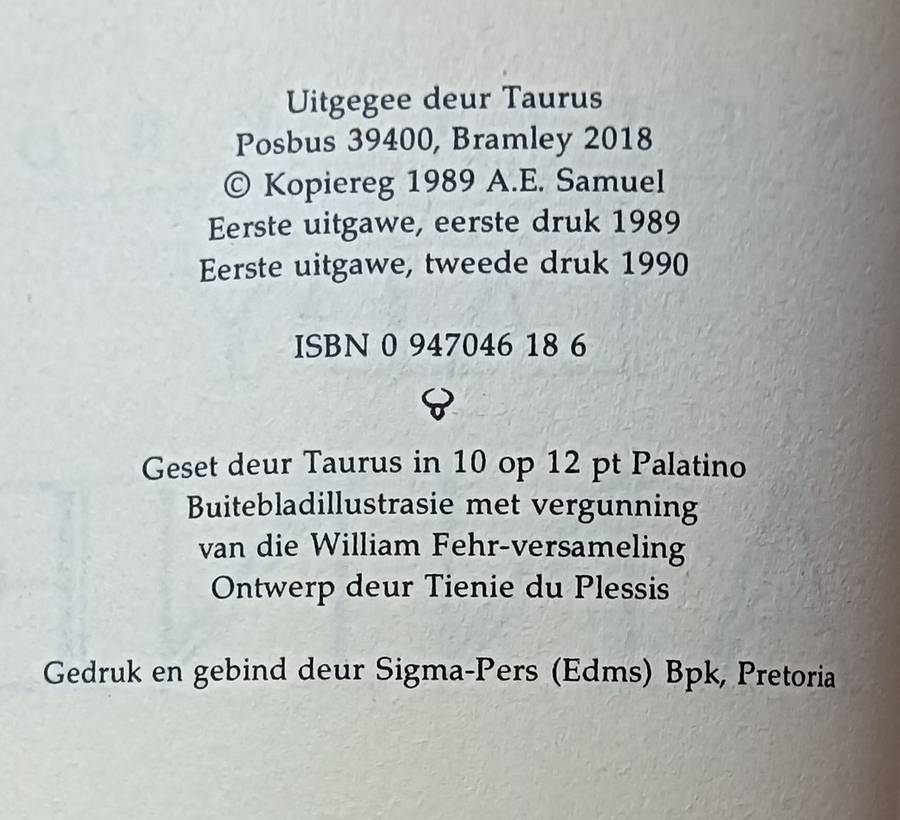 Uitgegee deur Taurus
Posbus 39400, Bramley 2018
© Kopiereg 1989 A.E. Samuel
Eerste uitgawe, eerste druk 1989
Eerste uitgawe, tweede druk 1990
ISBN 0 947046 18 6
Geset deur Taurus in 10 op 12 pt Palatino
Buitebladillustrasie met vergunning
van die William Fehr-versameling
Ontwerp deur Tienie du Plessis
Gedruk en gebind deur Sigma-Pers (Edms) Bpk, Pretoria